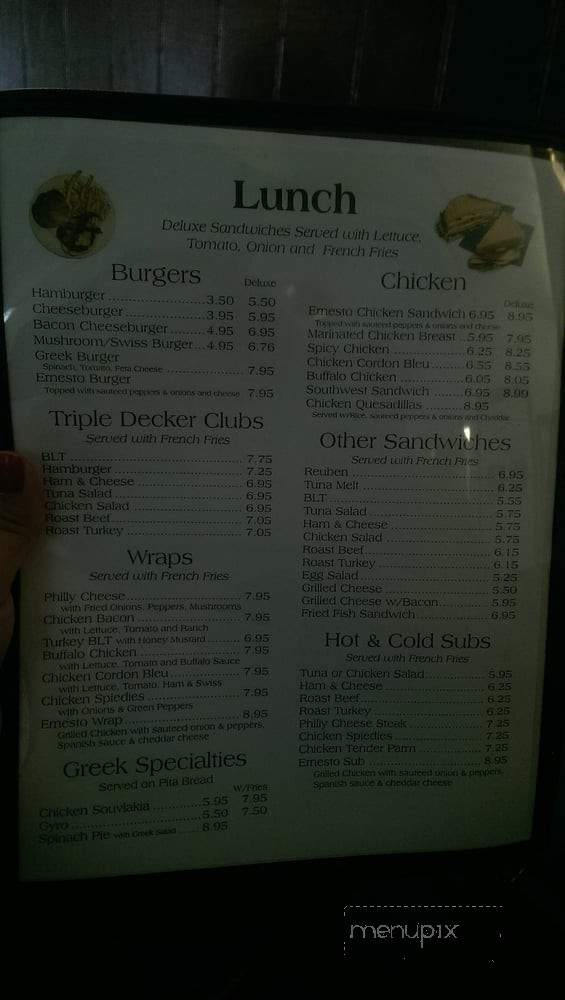 Lunch
Deluxe Sandwiches Served with Lettuce,
Tomato, Onion and French Fries
Burgers
Deluxe
Hamburger 3.50 5.50
Cheeseburger 3.95 5.95
Bacon Cheeseburger 4.95 6.95
Mushroom/Swiss Burger 4.95 6.76
Greek Burger
Spinach, Tomato, Feta Cheese 7.95
Ernesto Burger
Topped with sauteed peppers & onions and cheese 7.95
Triple Decker Clubs
Served with French Fries
BLT 7.75
Hamburger 7.25
Ham & Cheese 6.95
Tuna Salad 6.95
Chicken Salad 6.95
Roast Beef 7.05
Roast Turkey 7.05
Wraps
Served with French Fries
Philly Cheese 7.95
with Fried Onions, Peppers, Mushrooms
Chicken Bacon 7.95
with Lettuce, Tomato and Ranch
Turkey BLT with Honey Mustard 6.95
Buffalo Chicken 7.95
with Lettuce, Tomato and Buffalo Sauce
Chicken Cordon Bleu 7.95
with Lettuce, Tomato, Ham & Swiss
Chicken Spiedies 7.95
with Onions & Green Peppers
Ernesto Wrap 8.95
Grilled Chicken with sauteed onion & peppers,
Spanish sauce & cheddar cheese
Greek Specialties
Served on Pita Bread
W/Fries
Chicken Souvlakia 5.95 7.95
Gyro 5.50 7.50
Spinach Pie with Greek Salad 8.95
Chicken
Deluxe
Ernesto Chicken Sandwich 6.95 8.95
Topped with sauteed peppers & onions and cheese
Marinated Chicken Breast 5.95 7.95
Spicy Chicken 6.25 8.25
Chicken Cordon Bleu 6.55 8.55
Buffalo Chicken 6.05 8.05
Southwest Sandwich 6.95 8.99
Chicken Quesadillas 8.95
Served w/Rice, sauteed peppers & onions and Cheddar
Other Sandwiches
Served with French Fries
Reuben 6.95
Tuna Melt 6.25
BLT 5.55
Tuna Salad 5.75
Ham & Cheese 5.75
Chicken Salad 5.75
Roast Beef 6.15
Roast Turkey 6.15
Egg Salad 5.25
Grilled Cheese 5.50
Grilled Cheese w/Bacon 5.95
Fried Fish Sandwich 6.95
Hot & Cold Subs
Served with French Fries
Tuna or Chicken Salad 5.95
Ham & Cheese 6.25
Roast Beef 6.25
Roast Turkey 6.25
Philly Cheese Steak 7.25
Chicken Spiedies 7.25
Chicken Tender Parm 7.25
Ernesto Sub 8.95
Grilled Chicken with sauteed onion & peppers,
Spanish sauce & cheddar cheese
menupix